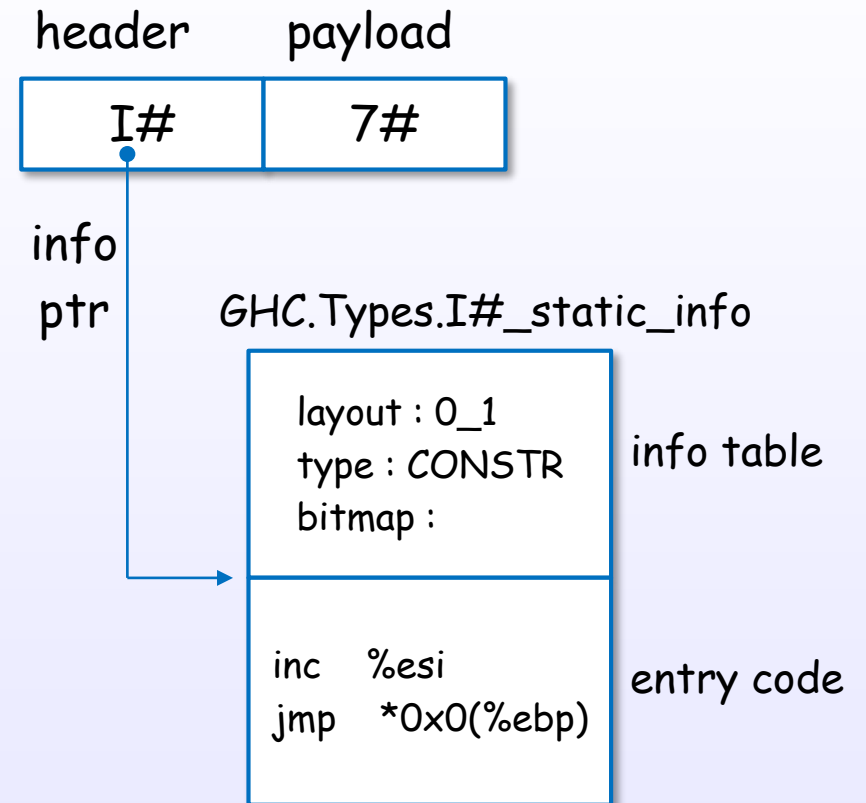 header payload
I# 7#
info
ptr
GHC.Types.I#_static_info
layout : 0_1
type : CONSTR
bitmap :
info table
inc %esi
jmp *0x0(%ebp)
entry code